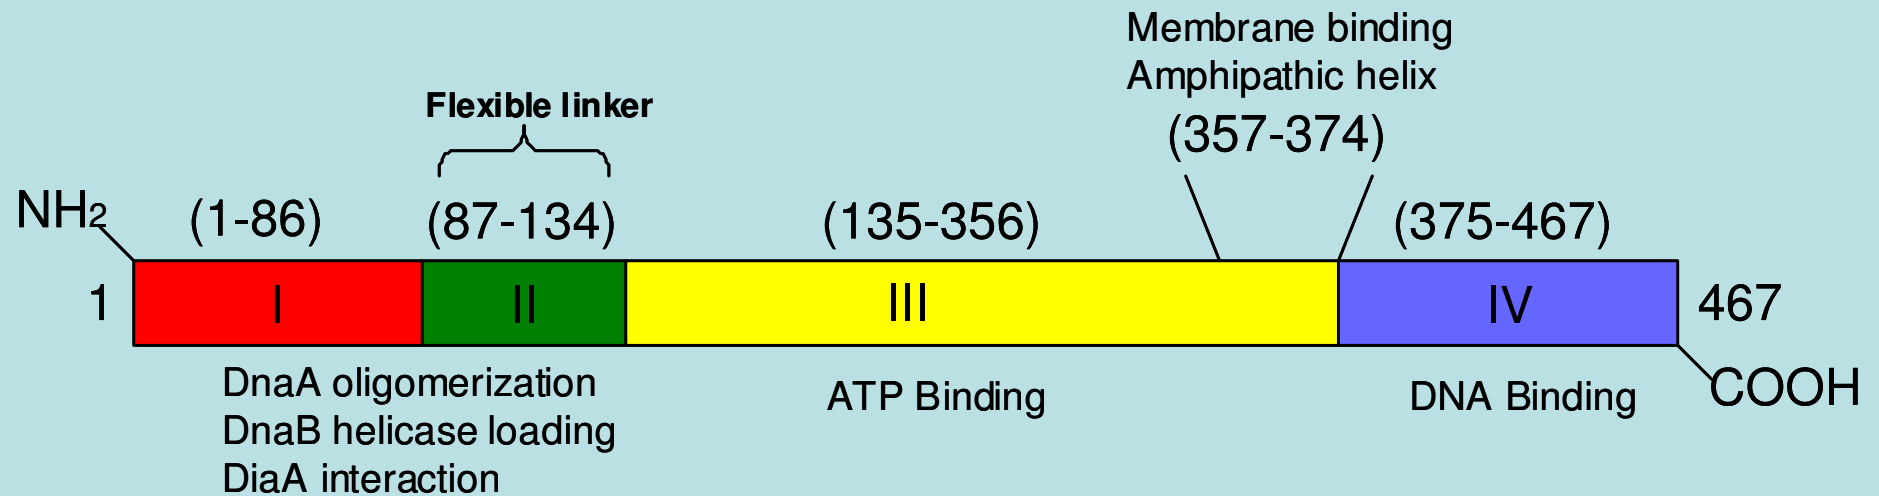 Membrane binding
Amphipathic helix
(357-374)
Flexible linker
NH2
(1-86)
(87-134)
(135-356)
(375-467)
1
I
II
III
IV
467
DnaA oligomerization
DnaB helicase loading
DiaA interaction
ATP Binding
DNA Binding
COOH